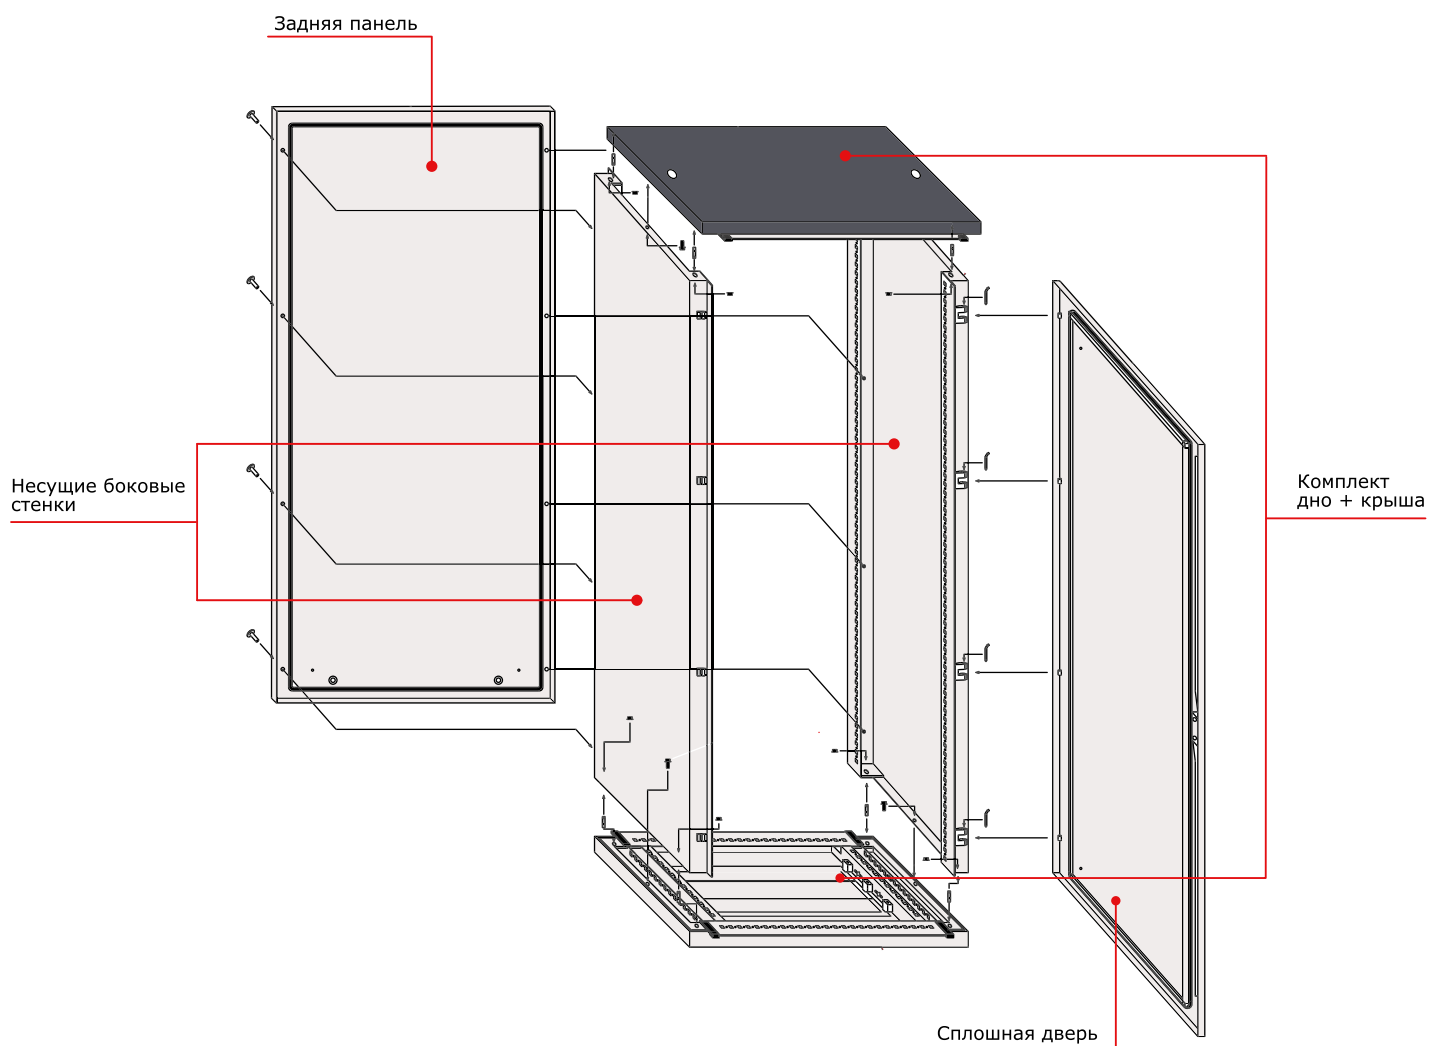 Задняя панель
Несущие боковые
стенки
Комплект
дно + крыша
Сплошная дверь